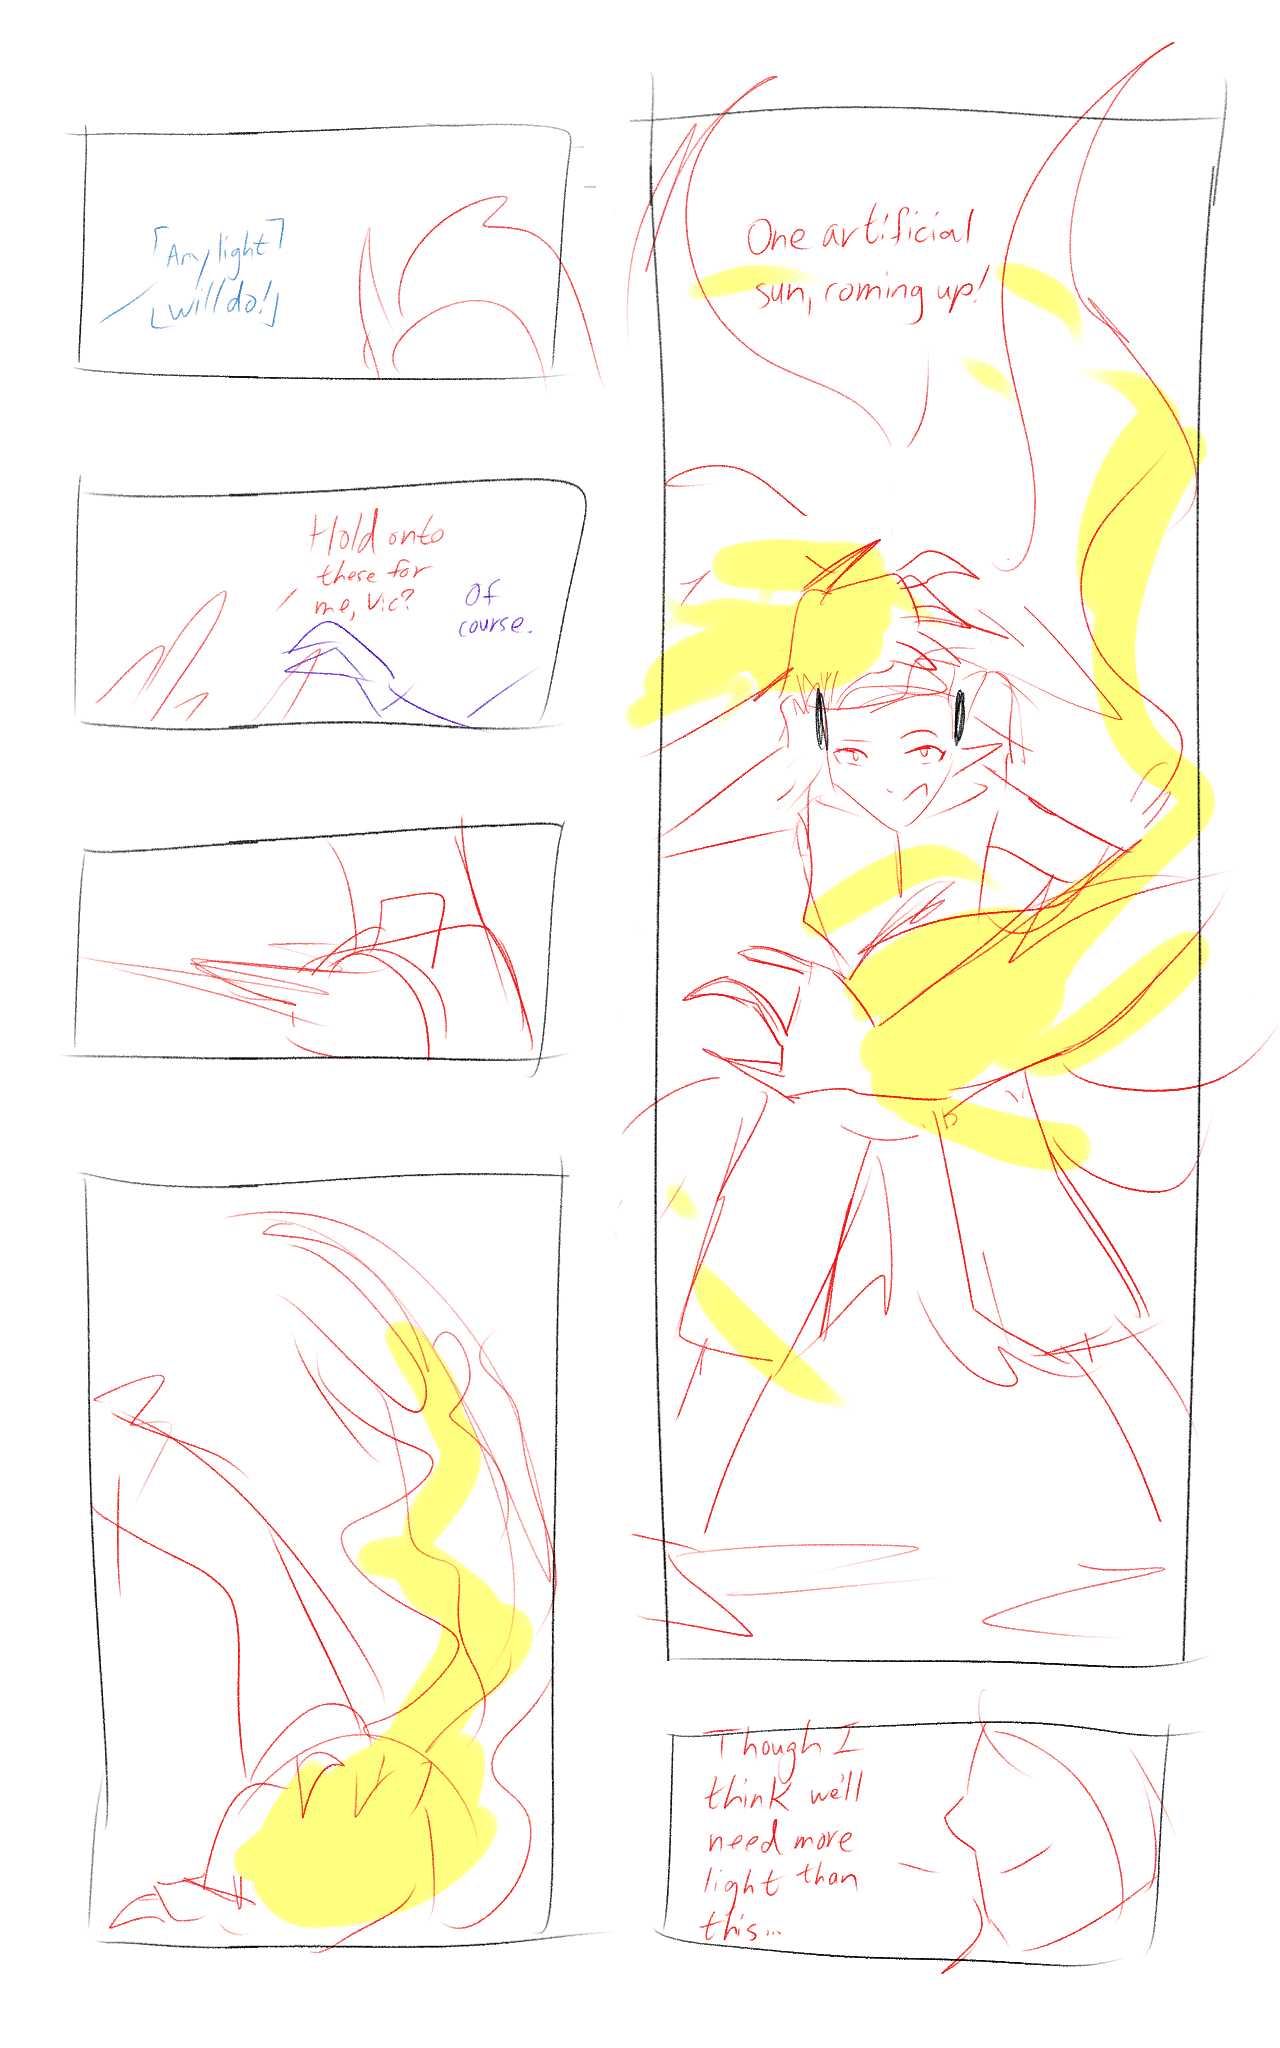 「Any light
will do!」
Hold onto
these for
me, Vic?
Of
course.
One artificial
sun, coming up!
Though I
think we'll
need more
light than
this...